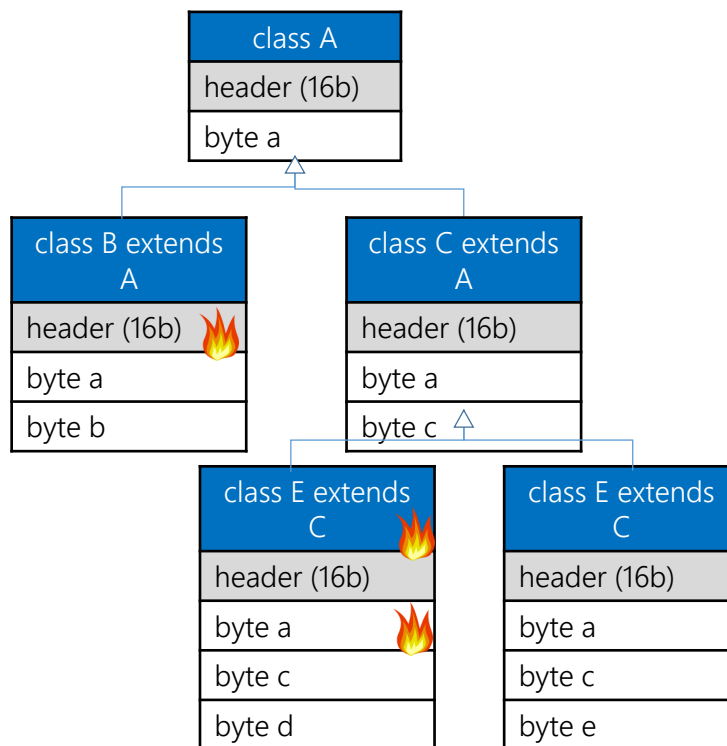 class A
header (16b)
byte a
class B extends
A
header (16b)
byte a
byte b
class C extends
A
header (16b)
byte a
byte c
class E extends
C
header (16b)
byte a
byte c
byte d
class E extends
C
header (16b)
byte a
byte c
byte e